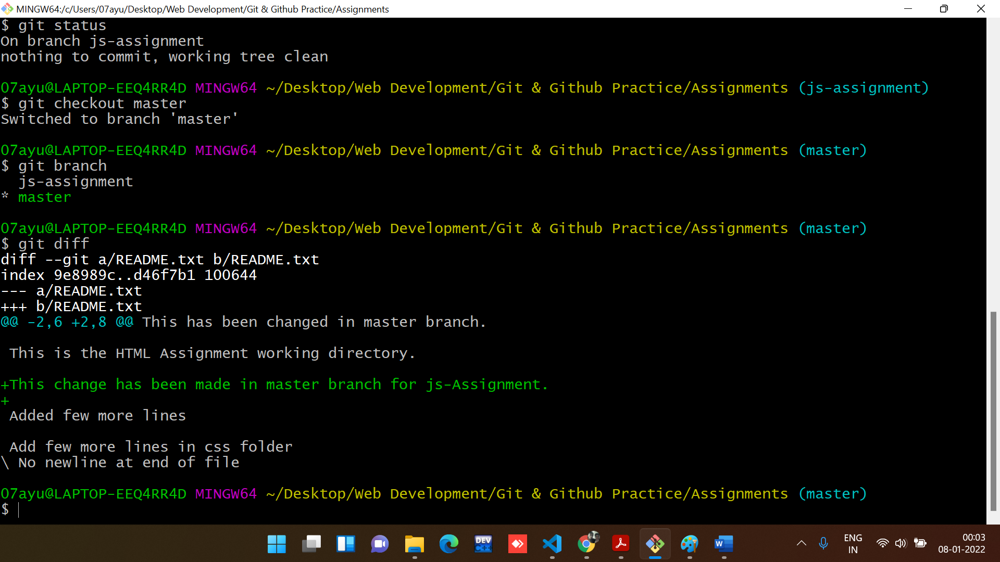 MINGW64:/c/Users/07ayu/Desktop/Web Development/Git & Github Practice/Assignments
$ git status
On branch js-assignment
nothing to commit, working tree clean
07ayu@LAPTOP-EEQ4RR4D MINGW64 ~/Desktop/Web Development/Git & Github Practice/Assignments (js-assignment)
$ git checkout master
Switched to branch 'master'
07ayu@LAPTOP-EEQ4RR4D MINGW64 ~/Desktop/Web Development/Git & Github Practice/Assignments (master)
$ git branch
  js-assignment
* master
07ayu@LAPTOP-EEQ4RR4D MINGW64 ~/Desktop/Web Development/Git & Github Practice/Assignments (master)
$ git diff
diff --git a/README.txt b/README.txt
index 9e8989c..d46f7b1 100644
--- a/README.txt
+++ b/README.txt
@@ -2,6 +2,8 @@ This has been changed in master branch.
 This is the HTML Assignment working directory.
+This change has been made in master branch for js-Assignment.
+
 Added few more lines
 Add few more lines in css folder
\ No newline at end of file
07ayu@LAPTOP-EEQ4RR4D MINGW64 ~/Desktop/Web Development/Git & Github Practice/Assignments (master)
$
DEV
C++
W
ENG
IN
00:03
08-01-2022